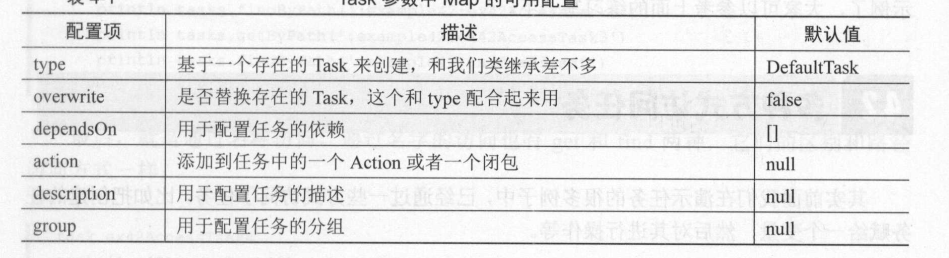 Task 参数中 Map 的可用配置
配置项 描述 默认值
type 基于一个存在的 Task 来创建，和我们类继承差不多 DefaultTask
overwrite 是否替换存在的 Task，这个和 type 配合起来用 false
dependsOn 用于配置任务的依赖 []
action 添加到任务中的一个 Action 或者一个闭包 null
description 用于配置任务的描述 null
group 用于配置任务的分组 null